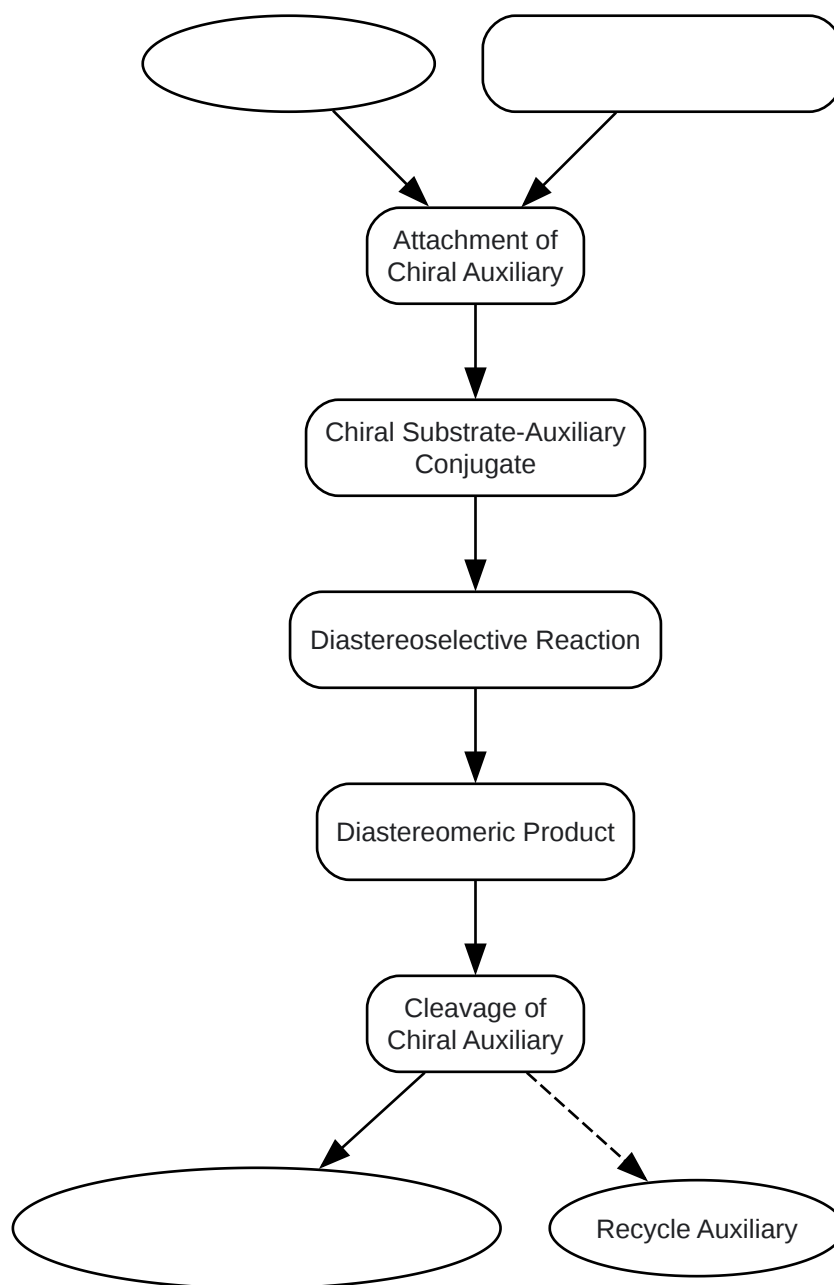 Attachment of
Chiral Auxiliary
Chiral Substrate-Auxiliary
Conjugate
Diastereoselective Reaction
Diastereomeric Product
Cleavage of
Chiral Auxiliary
Recycle Auxiliary